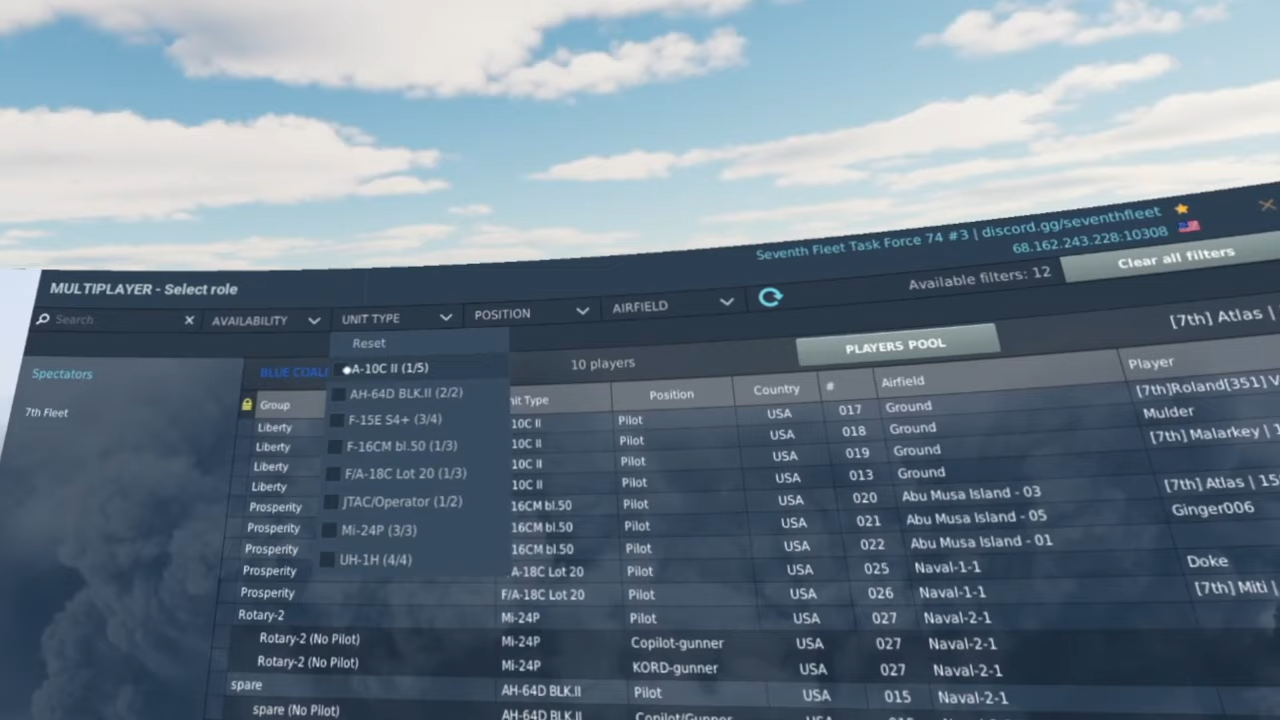 Seventh Fleet Task Force 74 #3 | discord.gg/seventhfleet
68.162.243.228:10308
MULTIPLAYER - Select role
Available filters: 12
Clear all filters
Search
AVAILABILITY
UNIT TYPE
POSITION
AIRFIELD
Reset
A-10C II (1/5)
AH-64D BLK.II (2/2)
F-15E S4+ (3/4)
F-16CM bl.50 (1/3)
F/A-18C Lot 20 (1/3)
JTAC/Operator (1/2)
Mi-24P (3/3)
UH-1H (4/4)
Spectators
7th Fleet
BLUE COALI
10 players
PLAYERS POOL
[7th] Atlas |
Group nit Type Position Country # Airfield Player
Liberty 10C II Pilot USA 017 Ground [7th]Roland[351]
Liberty 10C II Pilot USA 018 Ground Mulder
Liberty 10C II Pilot USA 019 Ground [7th] Malarkey |
Liberty 10C II Pilot USA 013 Ground
Prosperity 16CM bl.50 Pilot USA 020 Abu Musa Island - 03 [7th] Atlas | 15
Prosperity 16CM bl.50 Pilot USA 021 Abu Musa Island - 05 Ginger006
Prosperity 16CM bl.50 Pilot USA 022 Abu Musa Island - 01
Prosperity A-18C Lot 20 Pilot USA 025 Naval-1-1 Doke
Prosperity F/A-18C Lot 20 Pilot USA 026 Naval-1-1 [7th] Miti |
Rotary-2 Mi-24P Pilot USA 027 Naval-2-1
Rotary-2 (No Pilot) Mi-24P Copilot-gunner USA 027 Naval-2-1
Rotary-2 (No Pilot) Mi-24P KORD-gunner USA 027 Naval-2-1
spare AH-64D BLK.II Pilot USA 015 Naval-2-1
spare (No Pilot) AH-64D BLK.II Copilot/Gunner USA